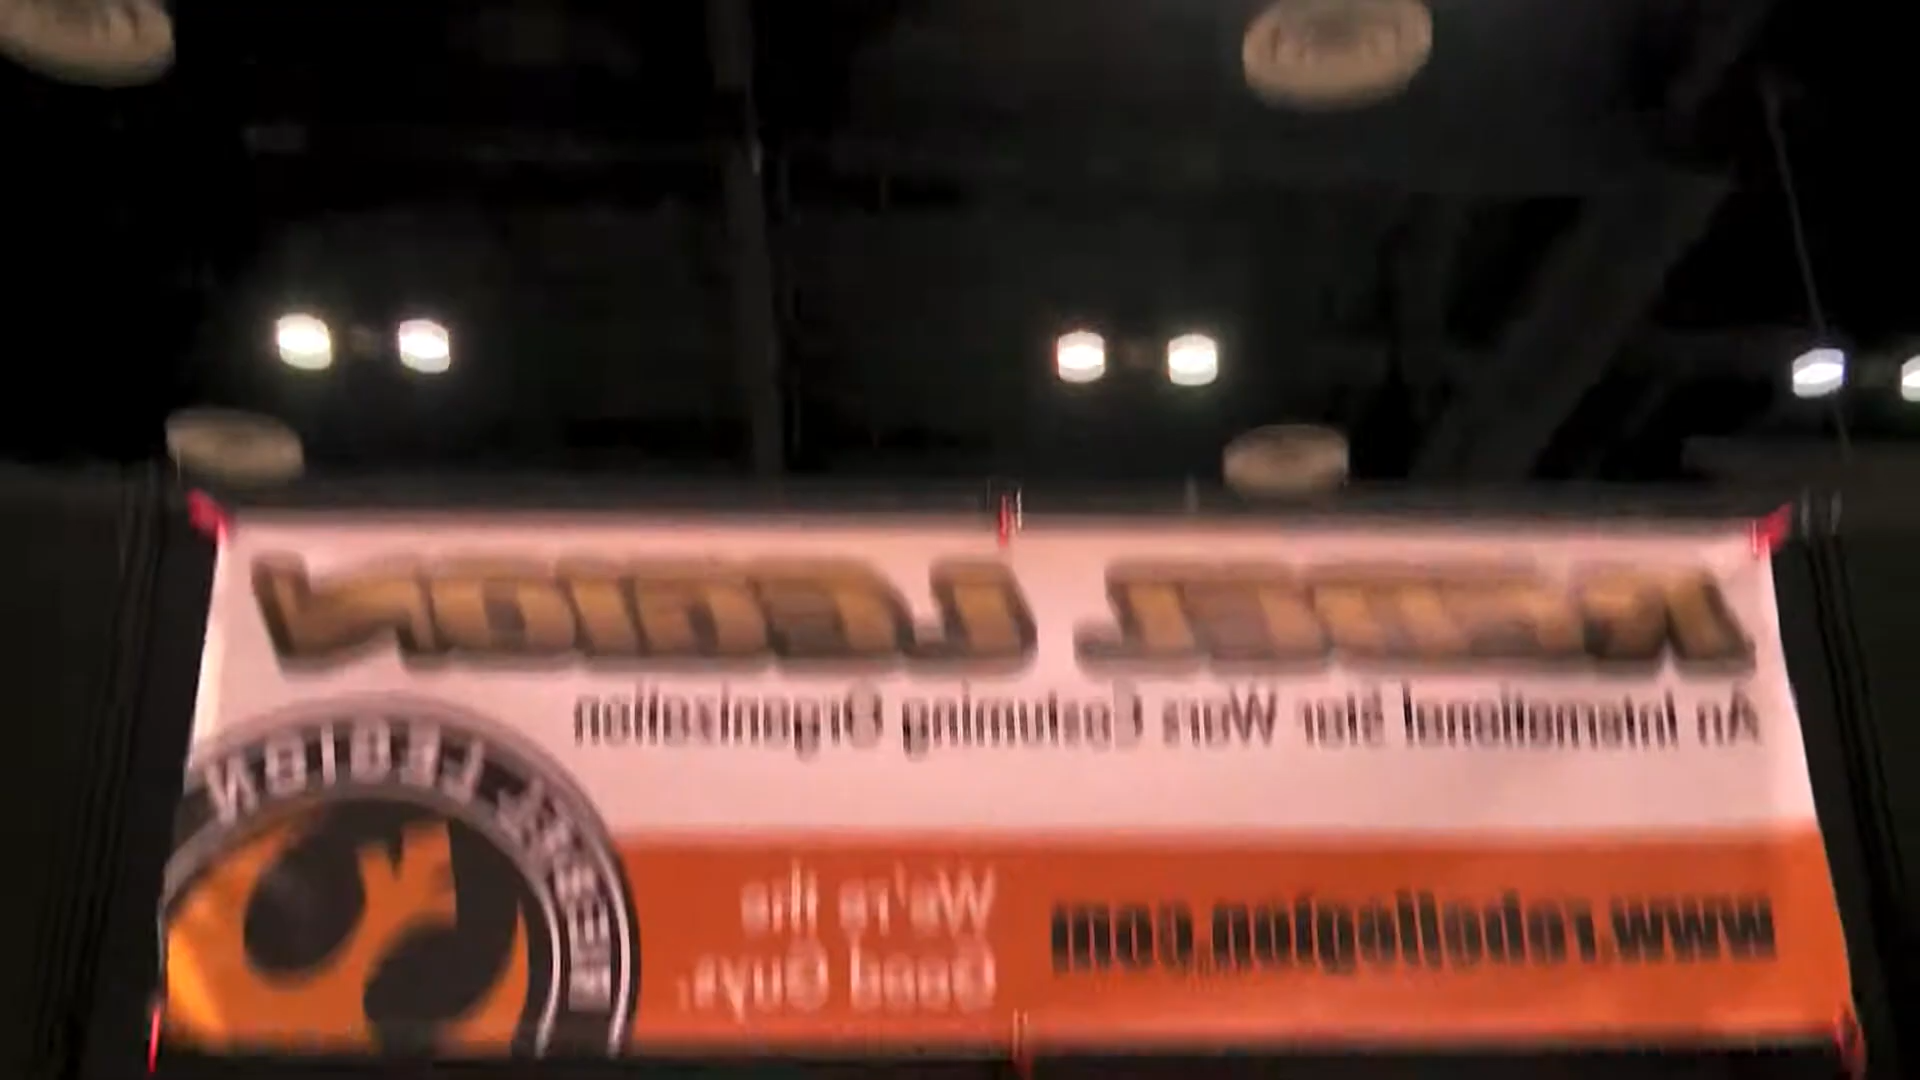 REBEL LEGION
An International Star Wars Costuming Organization
REBEL LEGION
We're the
Good Guys.
www.rebellegion.com